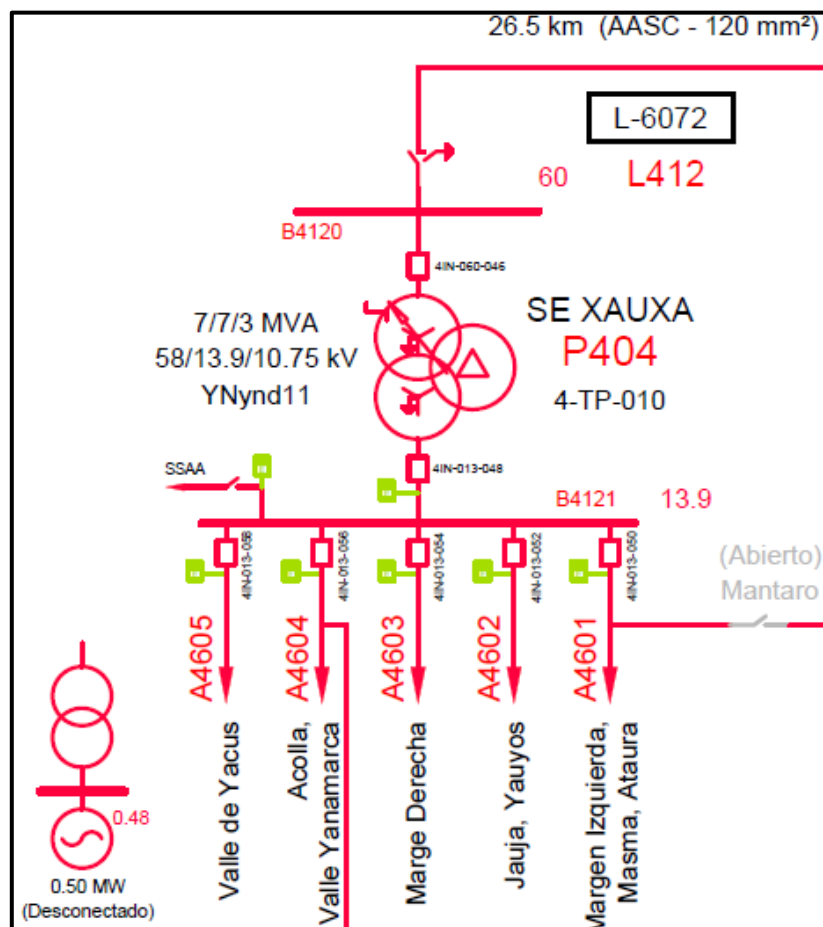 26.5 km (AASC - 120 mm²)
L-6072
60
L412
B4120
4IN-060-046
7/7/3 MVA
58/13.9/10.75 kV
YNynd11
SE XAUXA
P404
4-TP-010
4IN-013-048
SSAA
B4121
13.9
4IN-013-058
4IN-013-056
4IN-013-054
4IN-013-052
4IN-013-050
(Abierto)
Mantaro
A4605
A4604
A4603
A4602
A4601
Valle de Yacus
Acolla,
Valle Yanamarca
Marge Derecha
Jauja, Yauyos
Margen Izquierda,
Masma, Ataura
0.48
0.50 MW
(Desconectado)